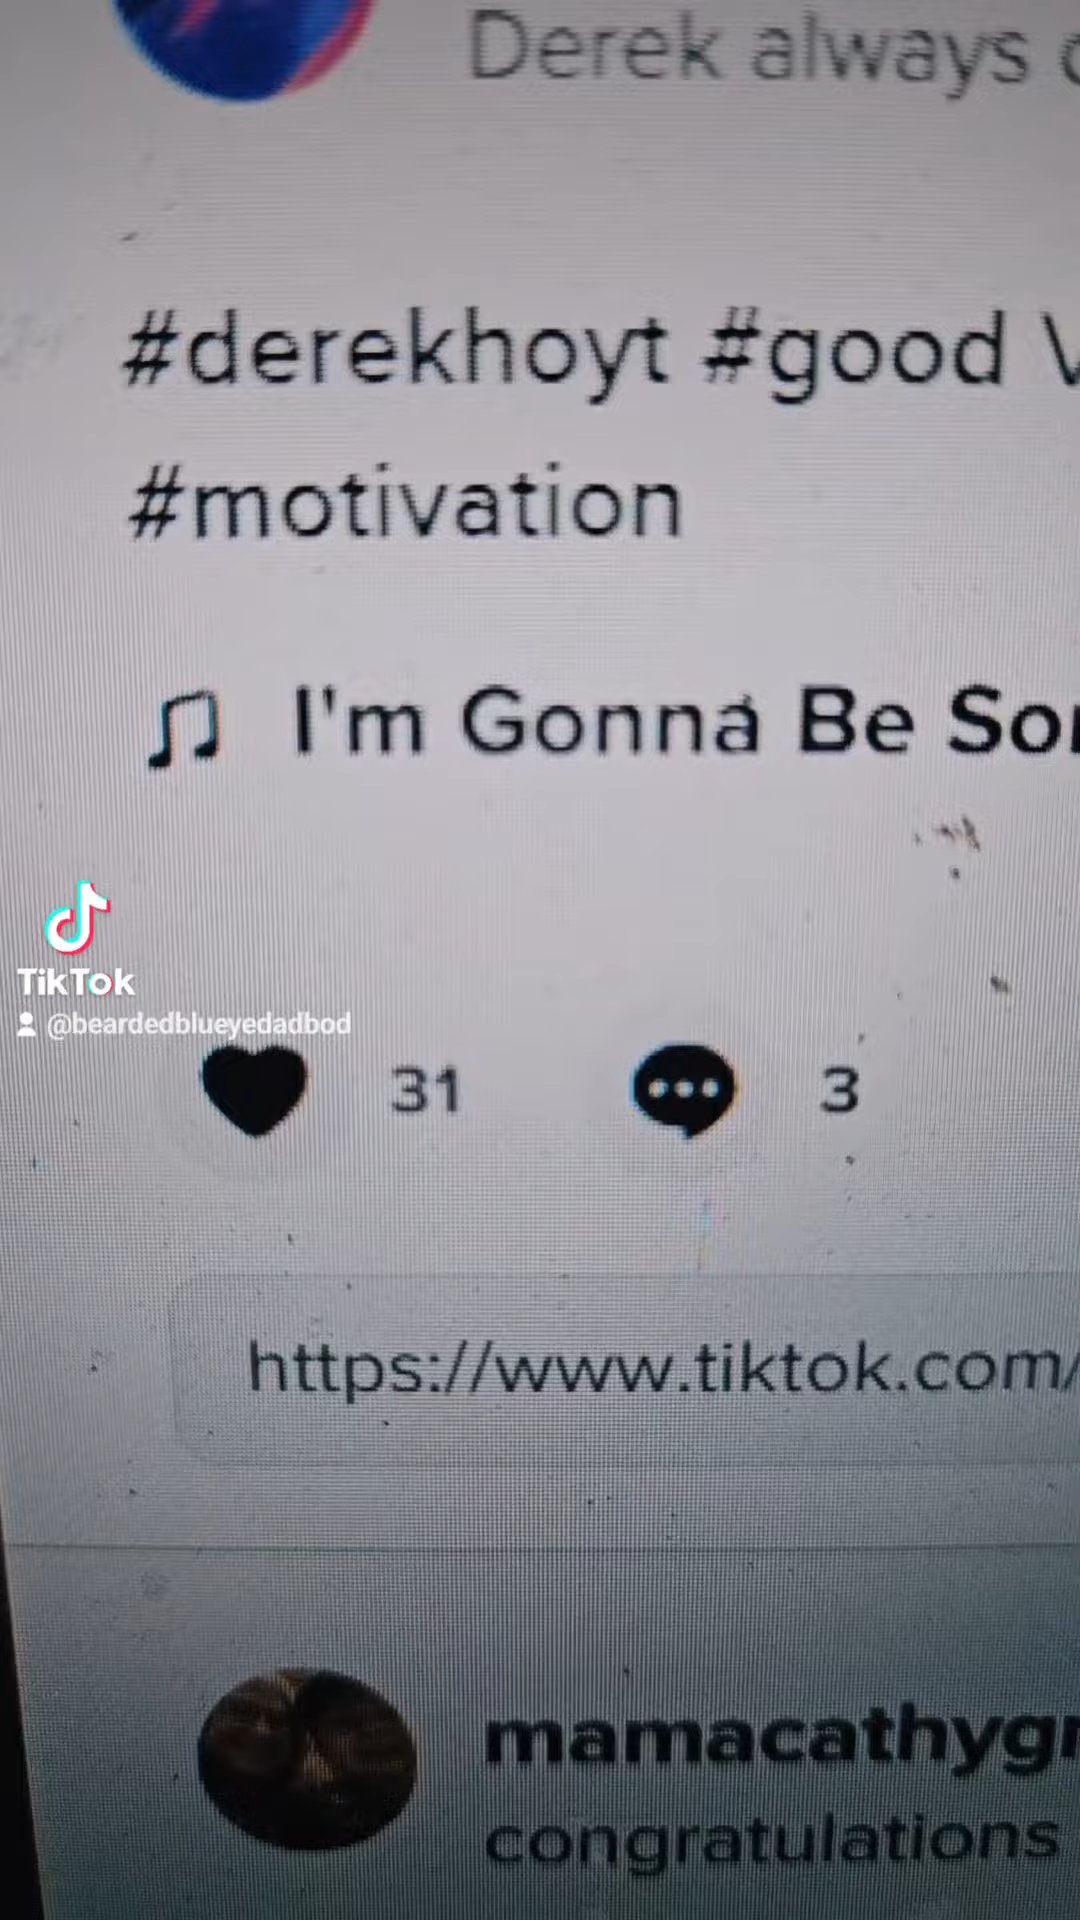 Derek always
#derekhoyt #good
#motivation
I'm Gonna Be
TikTok
@beardedblueyedadbod
31 3
https://www.tiktok.com/
congratulations